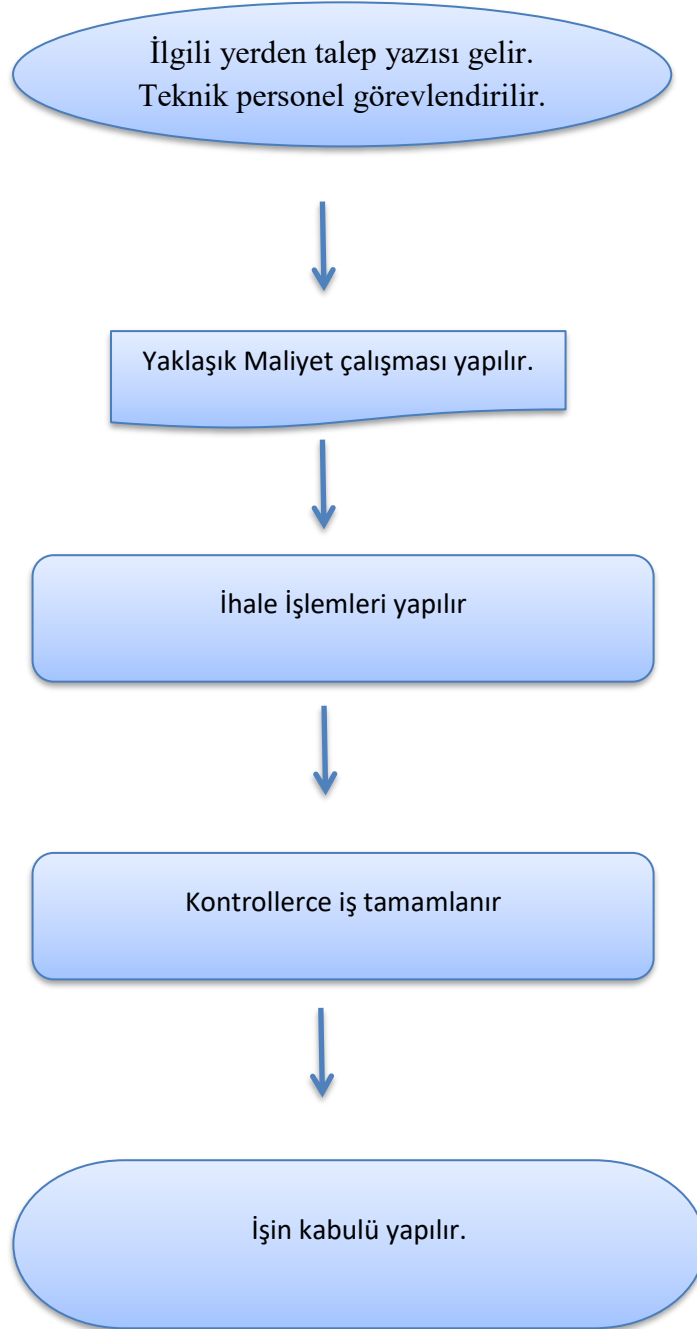 İlgili yerden talep yazısı gelir.
Teknik personel görevlendirilir.
Yaklaşık Maliyet çalışması yapılır.
İhale İşlemleri yapılır
Kontrollerce iş tamamlanır
İşin kabulü yapılır.